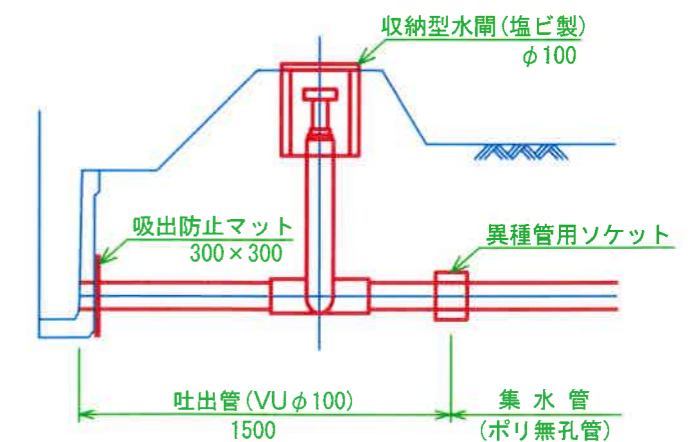 収納型水閘(塩ビ製)
φ100
吸出防止マット
300×300
異種管用ソケット
吐出管(VUφ100)
1500
集水管
(ポリ無孔管)